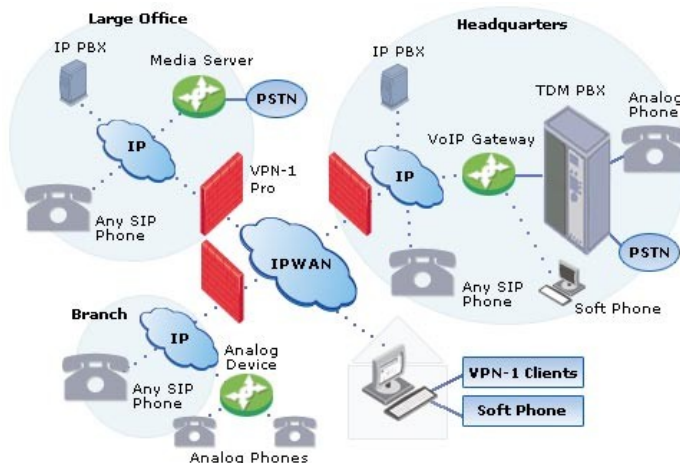 Large Office
IP PBX
Media Server
PSTN
IP
VPN-1
Pro
Any SIP
Phone
Headquarters
IP PBX
TDM PBX
Analog
Phone
VoIP Gateway
IP
PSTN
Any SIP
Phone
Soft Phone
IPWAN
Branch
IP
Analog
Device
Any SIP
Phone
Analog Phones
VPN-1 Clients
Soft Phone